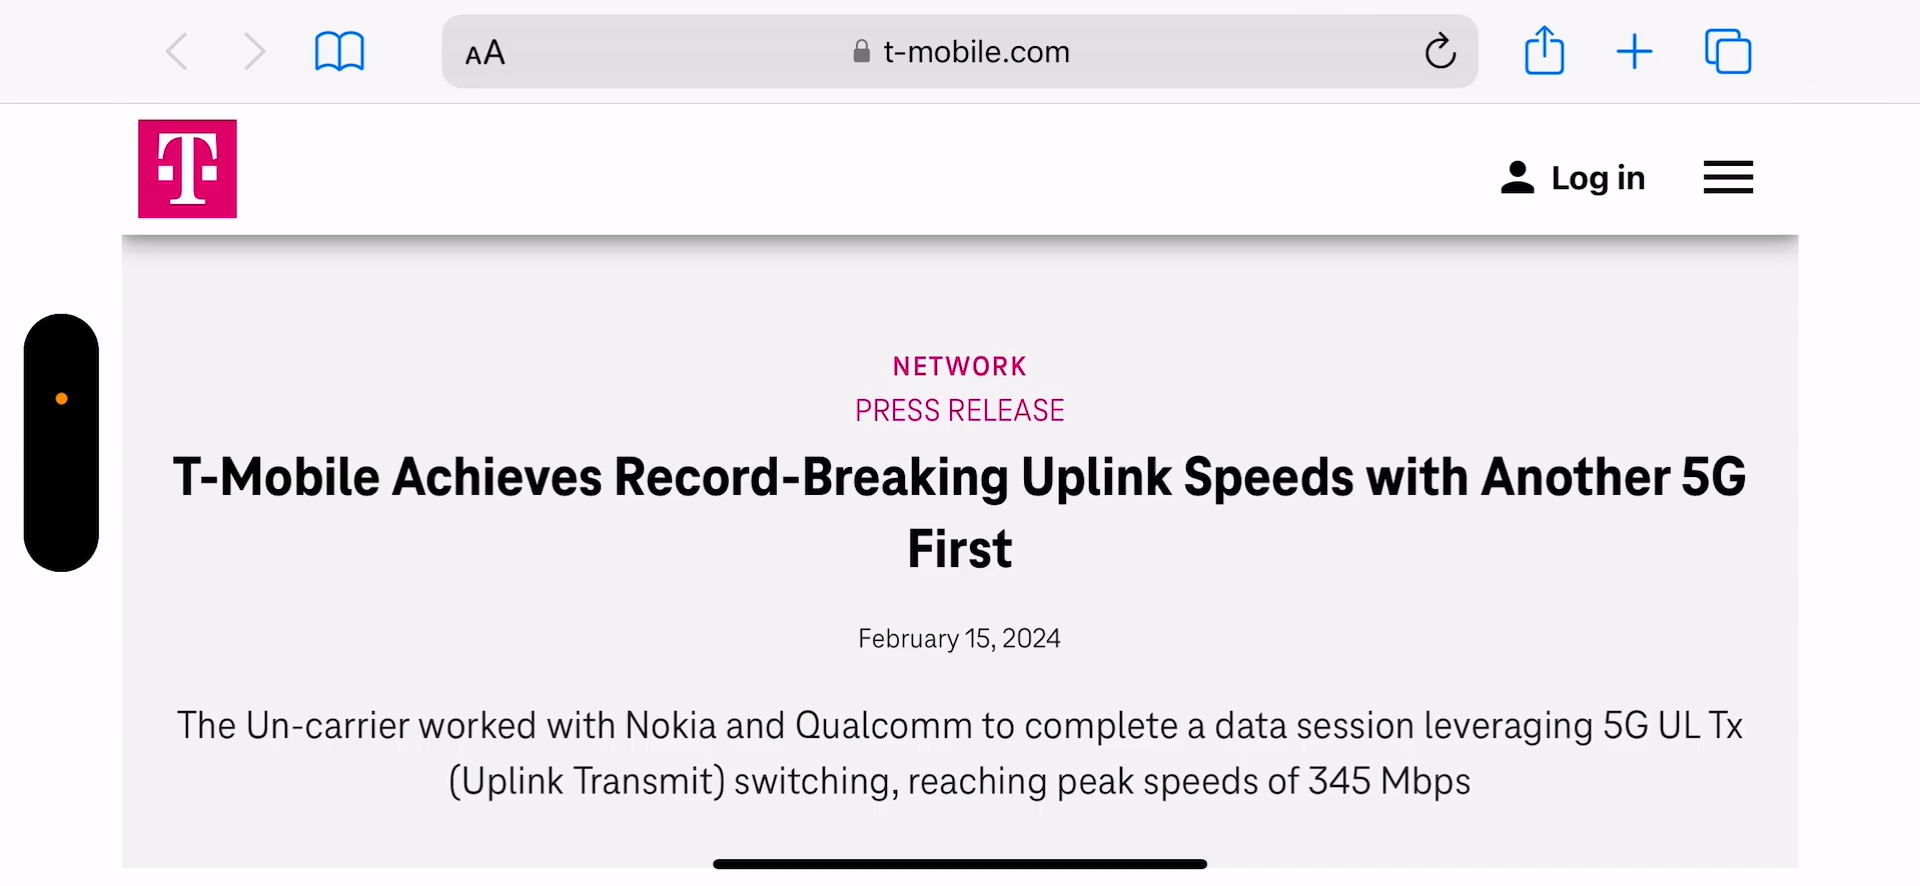 AA
t-mobile.com
T
Log in
NETWORK
PRESS RELEASE
T-Mobile Achieves Record-Breaking Uplink Speeds with Another 5G
First
February 15, 2024
The Un-carrier worked with Nokia and Qualcomm to complete a data session leveraging 5G UL Tx
(Uplink Transmit) switching, reaching peak speeds of 345 Mbps